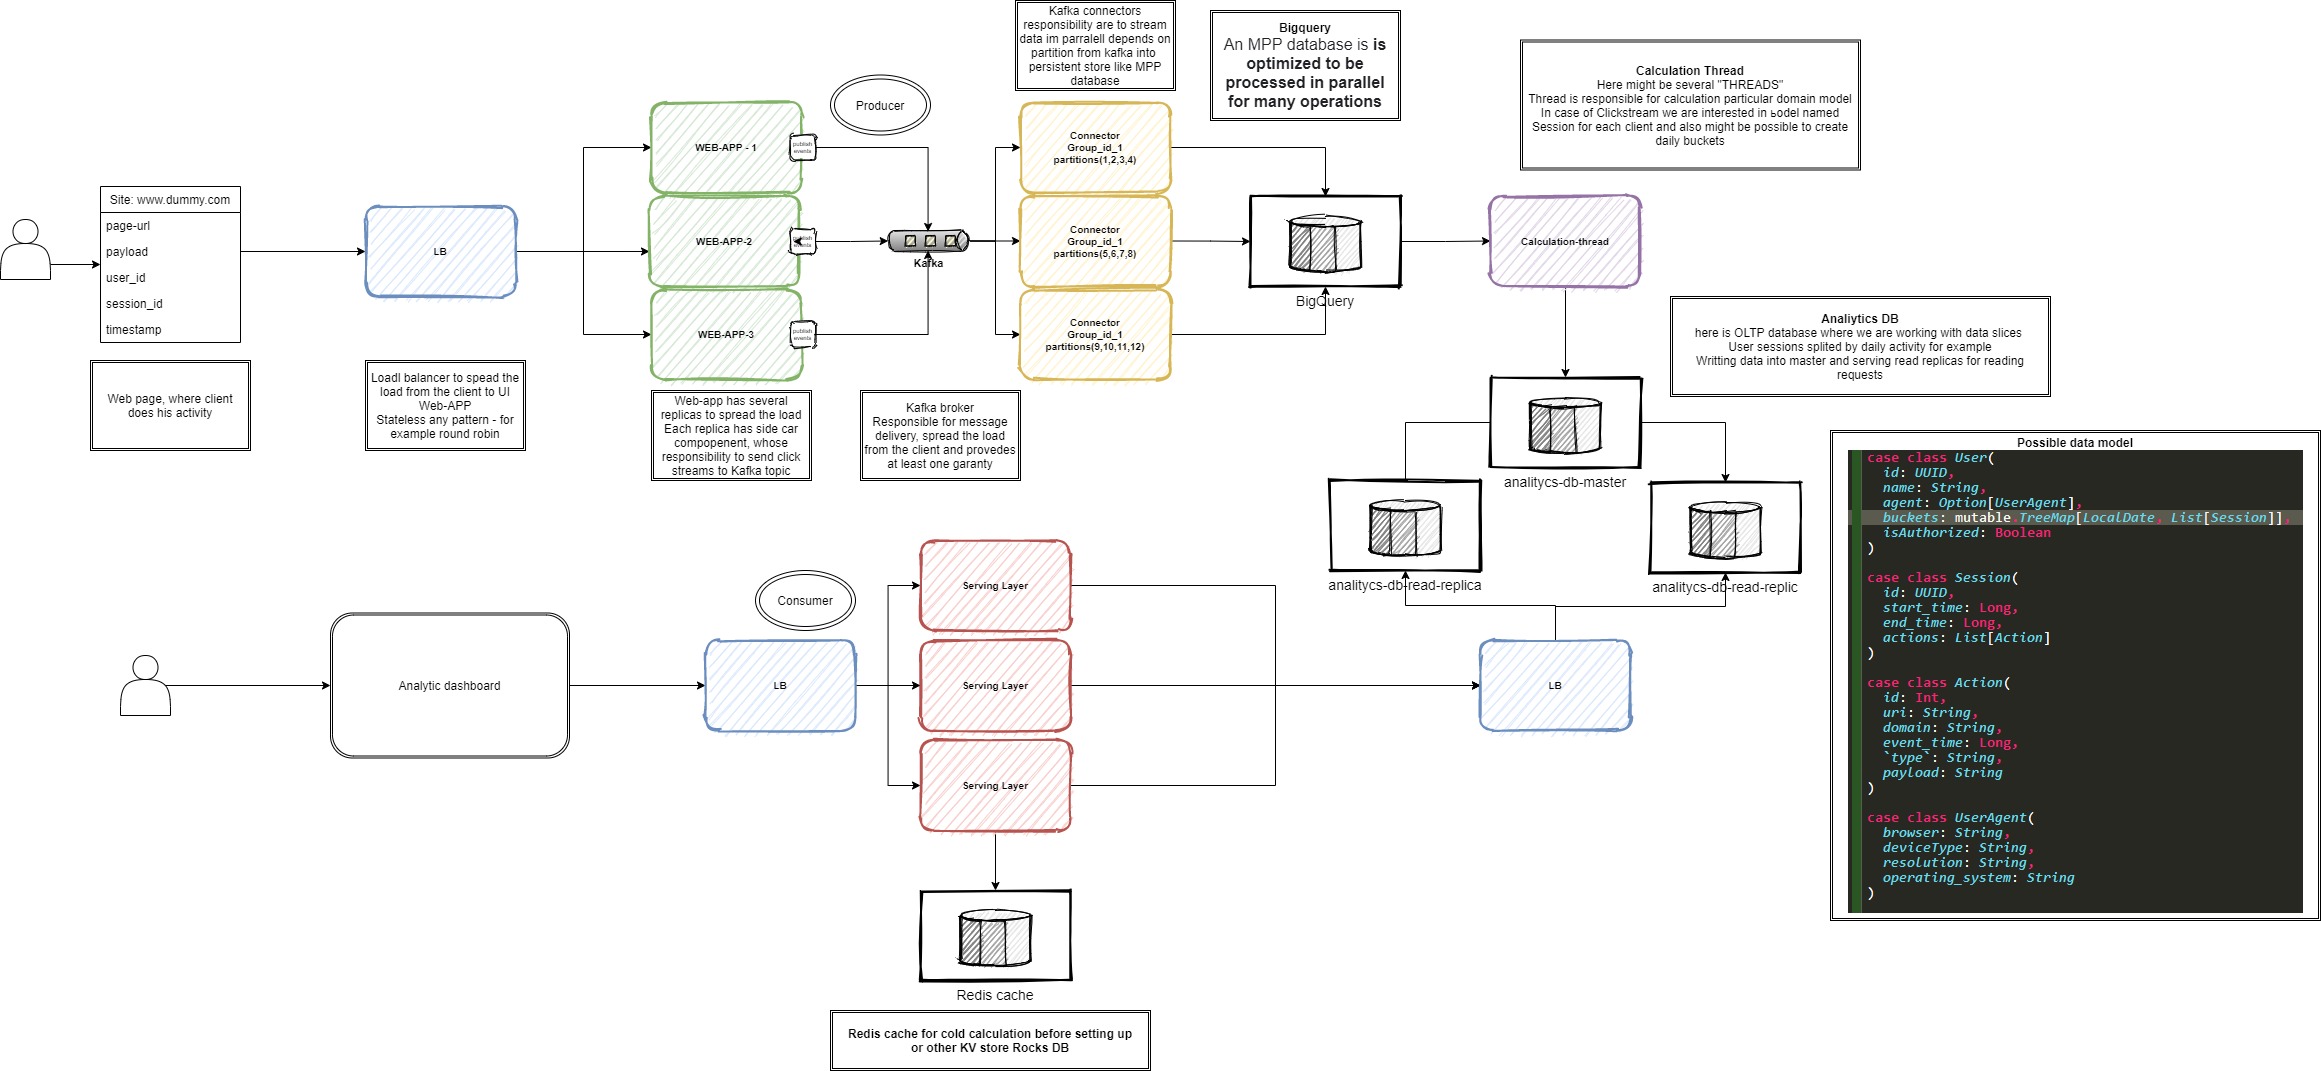 Kafka connectors
responsibility are to stream
data im parralell depends on
partition from kafka into
persistent store like MPP
database
Bigquery
An MPP database is is
optimized to be
processed in parallel
for many operations
Calculation Thread
Here might be several "THREADS"
Thread is responsible for calculation particular domain model
In case of Clickstream we are interested in ьodel named
Session for each client and also might be possible to create
daily buckets
Producer
WEB-APP - 1
publish
events
WEB-APP-2
publish
events
WEB-APP-3
publish
events
Connector
Group_id_1
partitions(1,2,3,4)
Connector
Group_id_1
partitions(5,6,7,8)
Connector
Group_id_1
partitions(9,10,11,12)
Site: www.dummy.com
page-url
payload
user_id
session_id
timestamp
LB
Kafka
BigQuery
Calculation-thread
Web page, where client
does his activity
Loadl balancer to spead the
load from the client to UI
Web-APP
Stateless any pattern - for
example round robin
Web-app has several
replicas to spread the load
Each replica has side car
compopenent, whose
responsibility to send click
streams to Kafka topic
Kafka broker
Responsible for message
delivery, spread the load
from the client and provedes
at least one garanty
Analiytics DB
here is OLTP database where we are working with data slices
User sessions splited by daily activity for example
Writting data into master and serving read replicas for reading
requests
analitycs-db-master
analitycs-db-read-replica
analitycs-db-read-replic
Possible data model
case class User(
id: UUID,
name: String,
agent: Option[UserAgent],
buckets: mutable.TreeMap[LocalDate, List[Session]],
isAuthorized: Boolean
)
case class Session(
id: UUID,
start_time: Long,
end_time: Long,
actions: List[Action]
)
case class Action(
id: Int,
uri: String,
domain: String,
event_time: Long,
`type`: String,
payload: String
)
case class UserAgent(
browser: String,
deviceType: String,
resolution: String,
operating_system: String
)
Consumer
Analytic dashboard
LB
Serving Layer
Serving Layer
Serving Layer
LB
Redis cache
Redis cache for cold calculation before setting up
or other KV store Rocks DB